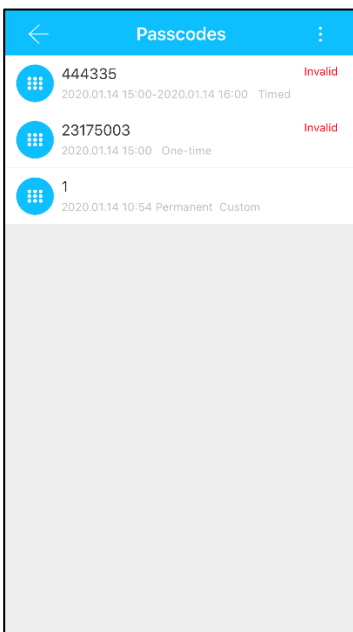 Passcodes
444335 Invalid
2020.01.14 15:00-2020.01.14 16:00 Timed
23175003 Invalid
2020.01.14 15:00 One-time
1
2020.01.14 10:54 Permanent Custom